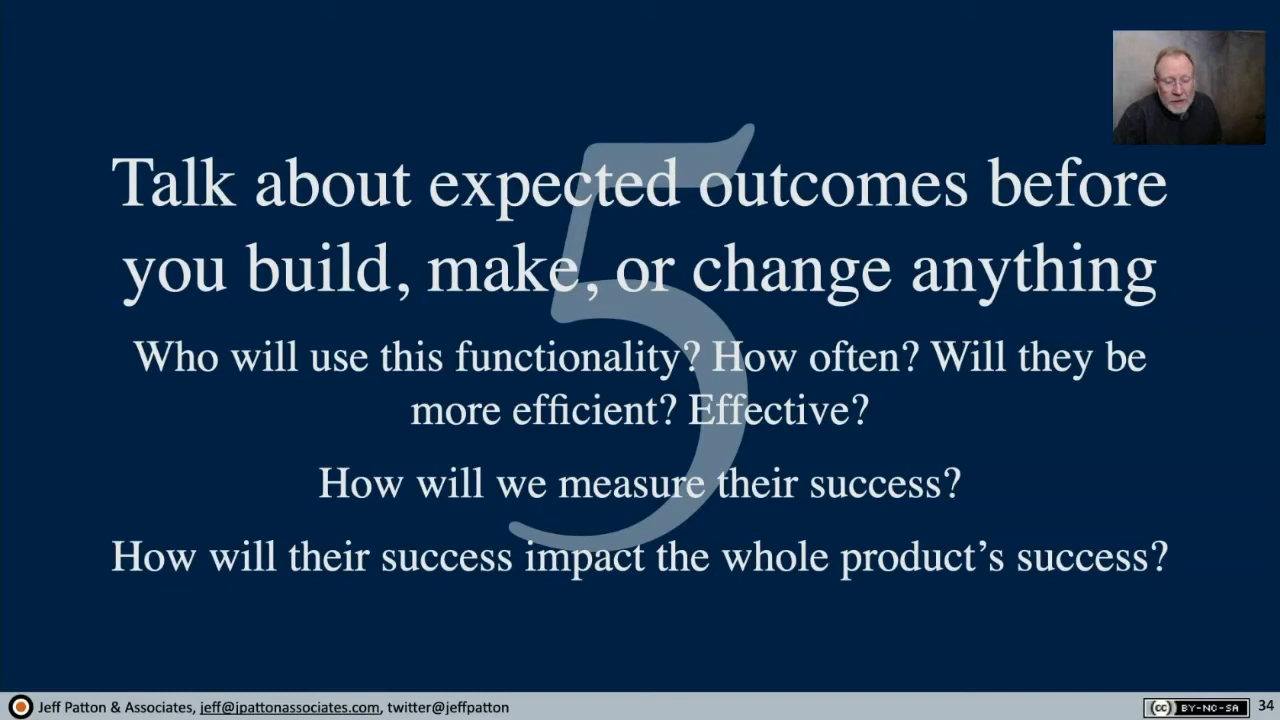 5
Talk about expected outcomes before
you build, make, or change anything
Who will use this functionality? How often? Will they be
more efficient? Effective?
How will we measure their success?
How will their success impact the whole product’s success?
Jeff Patton & Associates, jeff@jpattonassociates.com, twitter@jeffpatton
cc BY-NC-SA
34